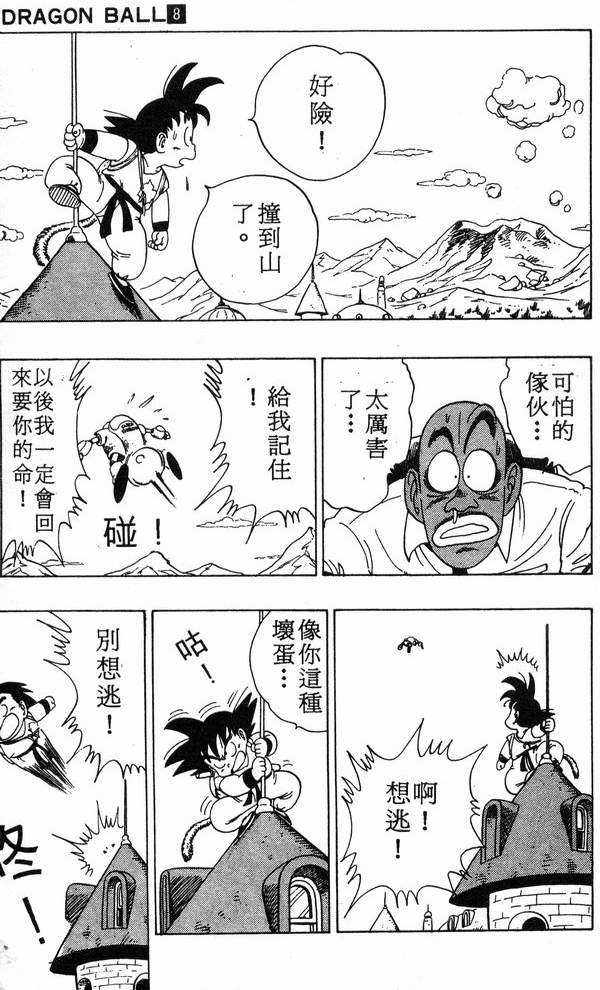 DRAGON BALL 8
好
險
！
撞到山
了。
可怕的
傢伙⋯
太厲害
了⋯
給我記住
！
碰！
以後我一定會回
來要你的命！
啊！
想逃！
像你這種
壞蛋⋯
咕！
別想逃！
咚！